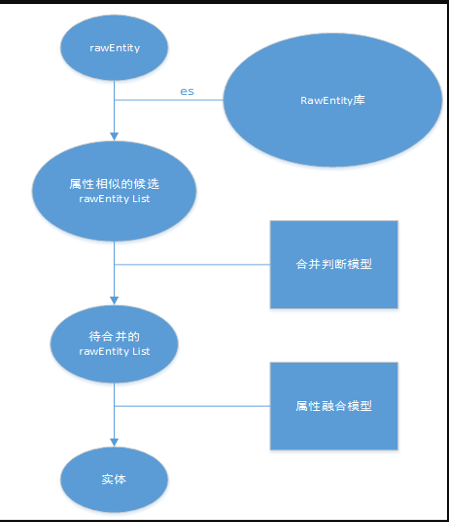 rawEntity
es
RawEntity库
属性相似的候选
rawEntity List
合并判断模型
待合并的
rawEntity List
属性融合模型
实体